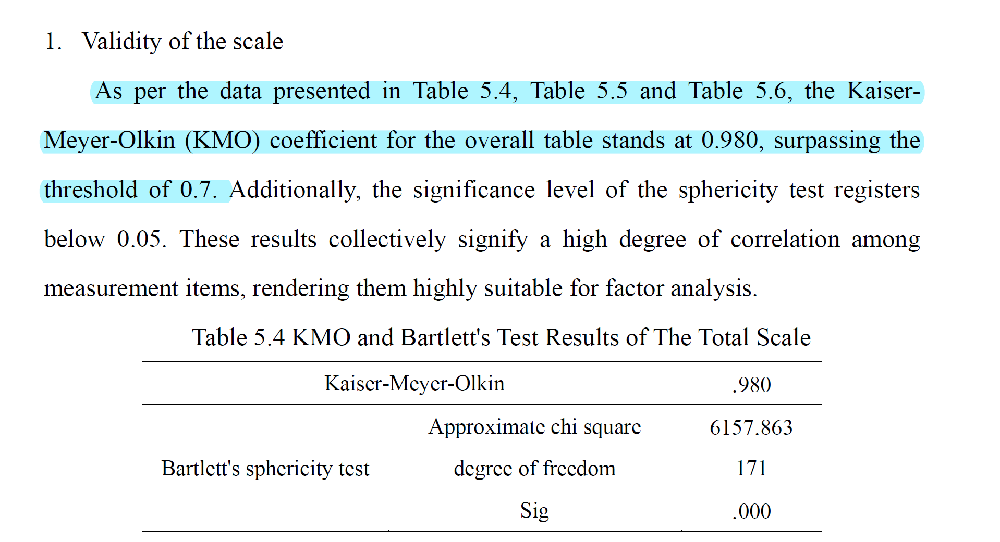 1. Validity of the scale
As per the data presented in Table 5.4, Table 5.5 and Table 5.6, the Kaiser-
Meyer-Olkin (KMO) coefficient for the overall table stands at 0.980, surpassing the
threshold of 0.7. Additionally, the significance level of the sphericity test registers
below 0.05. These results collectively signify a high degree of correlation among
measurement items, rendering them highly suitable for factor analysis.
Table 5.4 KMO and Bartlett's Test Results of The Total Scale
Kaiser-Meyer-Olkin .980
Approximate chi square 6157.863
Bartlett's sphericity test degree of freedom 171
Sig .000